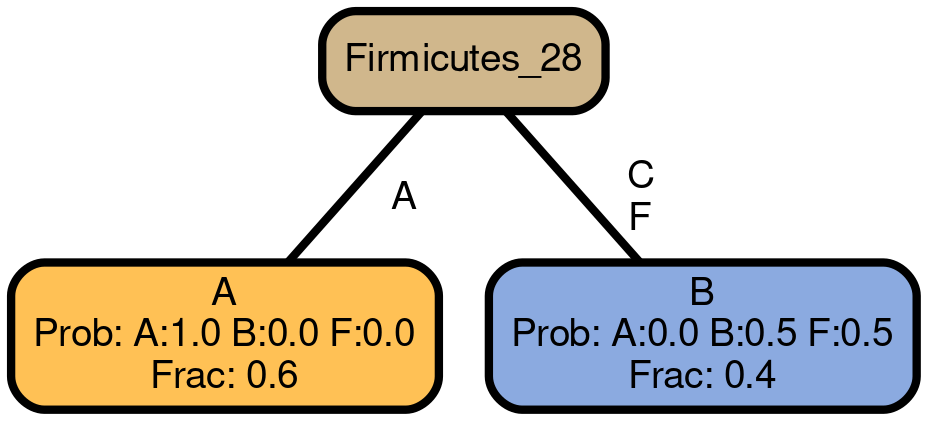 Firmicutes_28
A
C
F
A
Prob: A:1.0 B:0.0 F:0.0
Frac: 0.6
B
Prob: A:0.0 B:0.5 F:0.5
Frac: 0.4